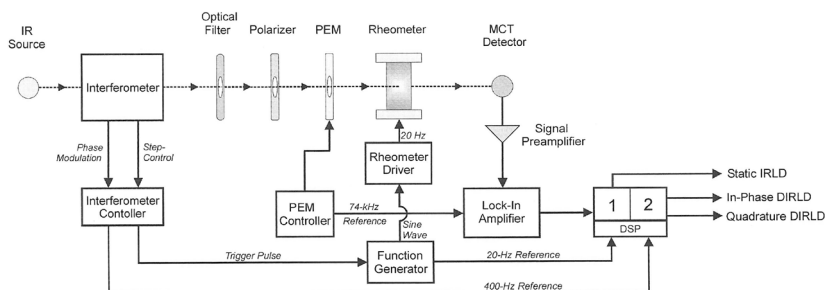 IR
Source
Optical
Filter
Polarizer
PEM
Rheometer
MCT
Detector
Interferometer
Phase
Modulation
Step-
Control
20 Hz
Signal
Preamplifier
Rheometer
Driver
Static IRLD
Interferometer
Contoller
PEM
Controller
74-kHz
Reference
Sine
Wave
Lock-In
Amplifier
1 2
DSP
In-Phase DIRLD
Quadrature DIRLD
Trigger Pulse
Function
Generator
20-Hz Reference
400-Hz Reference